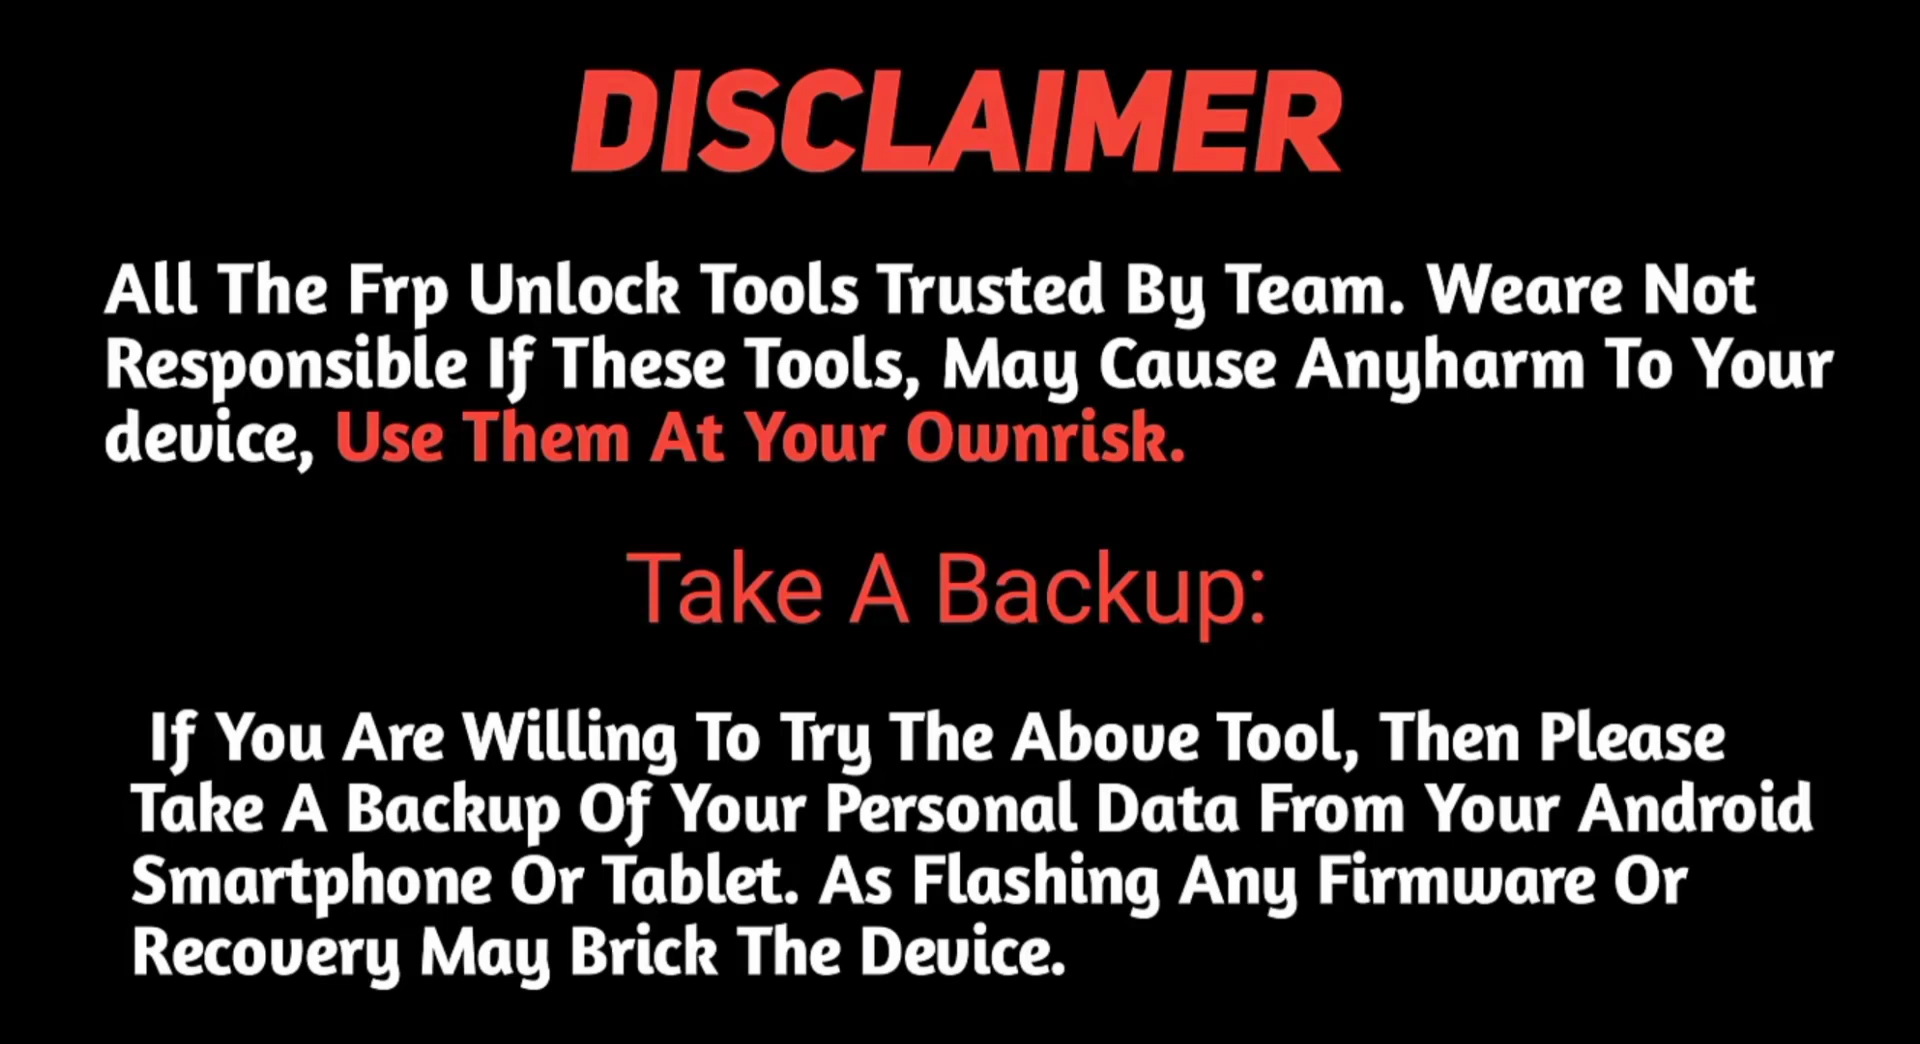 DISCLAIMER
All The Frp Unlock Tools Trusted By Team. Weare Not
Responsible If These Tools, May Cause Anyharm To Your
device, Use Them At Your Ownrisk.
Take A Backup:
If You Are Willing To Try The Above Tool, Then Please
Take A Backup Of Your Personal Data From Your Android
Smartphone Or Tablet. As Flashing Any Firmware Or
Recovery May Brick The Device.